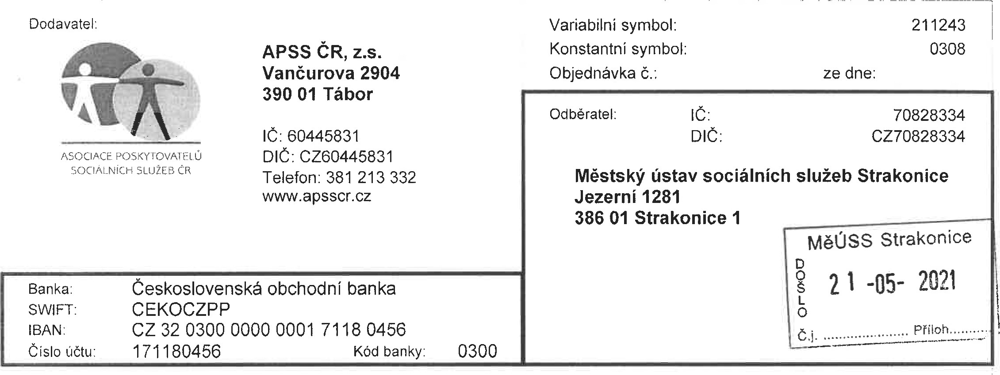 Dodavatel:
APSS ČR, z.s.
Vančurova 2904
390 01 Tábor
IČ: 60445831
DIČ: CZ60445831
Telefon: 381 213 332
www.apsscr.cz
ASOCIACE POSKYTOVATELŮ
SOCIÁLNÍCH SLUŽEB ČR
Variabilní symbol: 211243
Konstantní symbol: 0308
Objednávka č.: ze dne:
Odběratel: IČ: 70828334
DIČ: CZ70828334
Městský ústav sociálních služeb Strakonice
Jezerní 1281
386 01 Strakonice 1
MěÚSS Strakonice
DOŠLO
21 -05- 2021
Č.j. ...................... Příloh..........
Banka: Československá obchodní banka
SWIFT: CEKOCZPP
IBAN: CZ 32 0300 0000 0001 7118 0456
Číslo účtu: 171180456 Kód banky: 0300